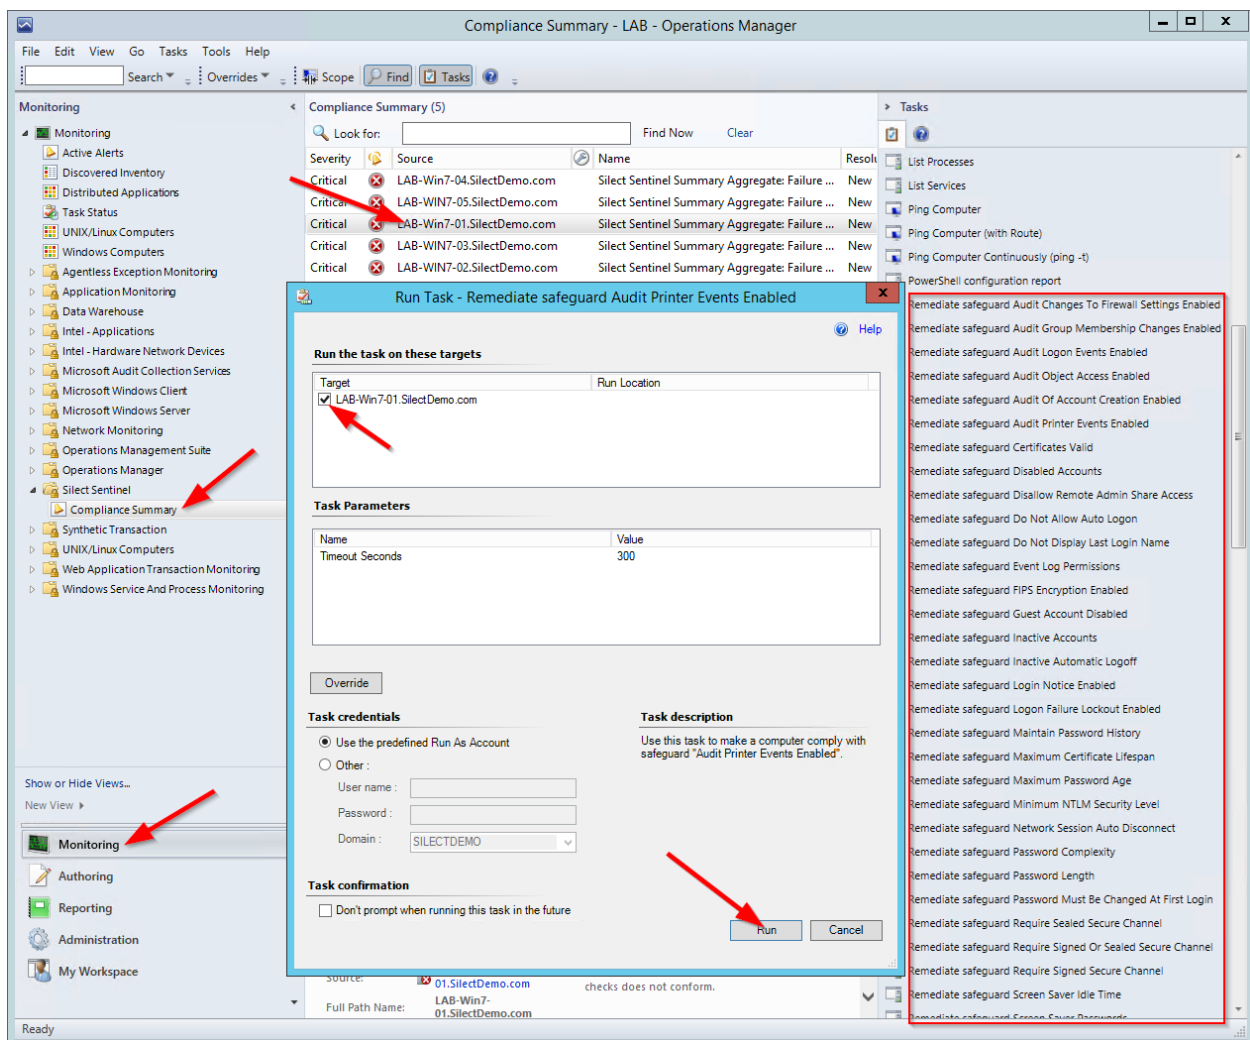 Compliance Summary - LAB - Operations Manager
File Edit View Go Tasks Tools Help
Search Overrides Scope Find Tasks
Monitoring
Monitoring
Active Alerts
Discovered Inventory
Distributed Applications
Task Status
UNIX/Linux Computers
Windows Computers
Agentless Exception Monitoring
Application Monitoring
Data Warehouse
Intel - Applications
Intel - Hardware Network Devices
Microsoft Audit Collection Services
Microsoft Windows Client
Microsoft Windows Server
Network Monitoring
Operations Management Suite
Operations Manager
Silect Sentinel
Compliance Summary
Synthetic Transaction
UNIX/Linux Computers
Web Application Transaction Monitoring
Windows Service And Process Monitoring
Show or Hide Views...
New View
Monitoring
Authoring
Reporting
Administration
My Workspace
Ready
Compliance Summary (5)
Look for: Find Now Clear
Severity Source Name Resolu
Critical LAB-Win7-04.SilectDemo.com Silect Sentinel Summary Aggregate: Failure ... New
Critical LAB-WIN7-05.SilectDemo.com Silect Sentinel Summary Aggregate: Failure ... New
Critical LAB-Win7-01.SilectDemo.com Silect Sentinel Summary Aggregate: Failure ... New
Critical LAB-WIN7-03.SilectDemo.com Silect Sentinel Summary Aggregate: Failure ... New
Critical LAB-WIN7-02.SilectDemo.com Silect Sentinel Summary Aggregate: Failure ... New
Run Task - Remediate safeguard Audit Printer Events Enabled
Help
Run the task on these targets
Target Run Location
LAB-Win7-01.SilectDemo.com
Task Parameters
Name Value
Timeout Seconds 300
Override
Task credentials
Use the predefined Run As Account
Other :
User name :
Password :
Domain : SILECTDEMO
Task description
Use this task to make a computer comply with
safeguard "Audit Printer Events Enabled".
Task confirmation
Don't prompt when running this task in the future
Run Cancel
Source: 01.SilectDemo.com checks does not conform.
Full Path Name: LAB-Win7-
01.SilectDemo.com
Tasks
List Processes
List Services
Ping Computer
Ping Computer (with Route)
Ping Computer Continuously (ping -t)
PowerShell configuration report
Remediate safeguard Audit Changes To Firewall Settings Enabled
Remediate safeguard Audit Group Membership Changes Enabled
Remediate safeguard Audit Logon Events Enabled
Remediate safeguard Audit Object Access Enabled
Remediate safeguard Audit Of Account Creation Enabled
Remediate safeguard Audit Printer Events Enabled
Remediate safeguard Certificates Valid
Remediate safeguard Disabled Accounts
Remediate safeguard Disallow Remote Admin Share Access
Remediate safeguard Do Not Allow Auto Logon
Remediate safeguard Do Not Display Last Login Name
Remediate safeguard Event Log Permissions
Remediate safeguard FIPS Encryption Enabled
Remediate safeguard Guest Account Disabled
Remediate safeguard Inactive Accounts
Remediate safeguard Inactive Automatic Logoff
Remediate safeguard Login Notice Enabled
Remediate safeguard Logon Failure Lockout Enabled
Remediate safeguard Maintain Password History
Remediate safeguard Maximum Certificate Lifespan
Remediate safeguard Maximum Password Age
Remediate safeguard Minimum NTLM Security Level
Remediate safeguard Network Session Auto Disconnect
Remediate safeguard Password Complexity
Remediate safeguard Password Length
Remediate safeguard Password Must Be Changed At First Login
Remediate safeguard Require Sealed Secure Channel
Remediate safeguard Require Signed Or Sealed Secure Channel
Remediate safeguard Require Signed Secure Channel
Remediate safeguard Screen Saver Idle Time
Remediate safeguard Screen Saver Passwords